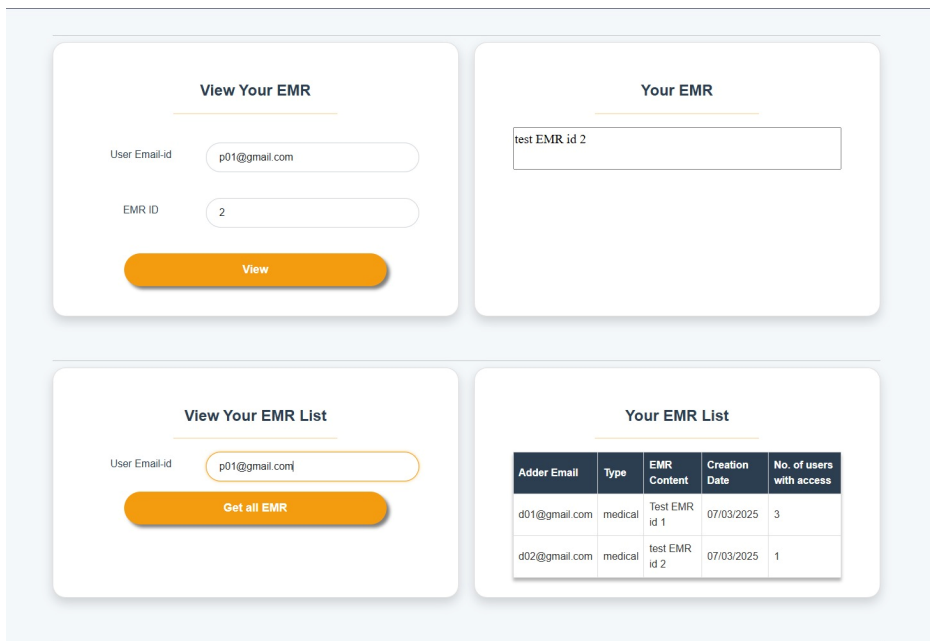 View Your EMR
User Email-id
p01@gmail.com
EMR ID
2
View
Your EMR
test EMR id 2
View Your EMR List
User Email-id
p01@gmail.com
Get all EMR
Your EMR List
Adder Email Type EMR Content Creation Date No. of users with access
d01@gmail.com medical Test EMR id 1 07/03/2025 3
d02@gmail.com medical test EMR id 2 07/03/2025 1